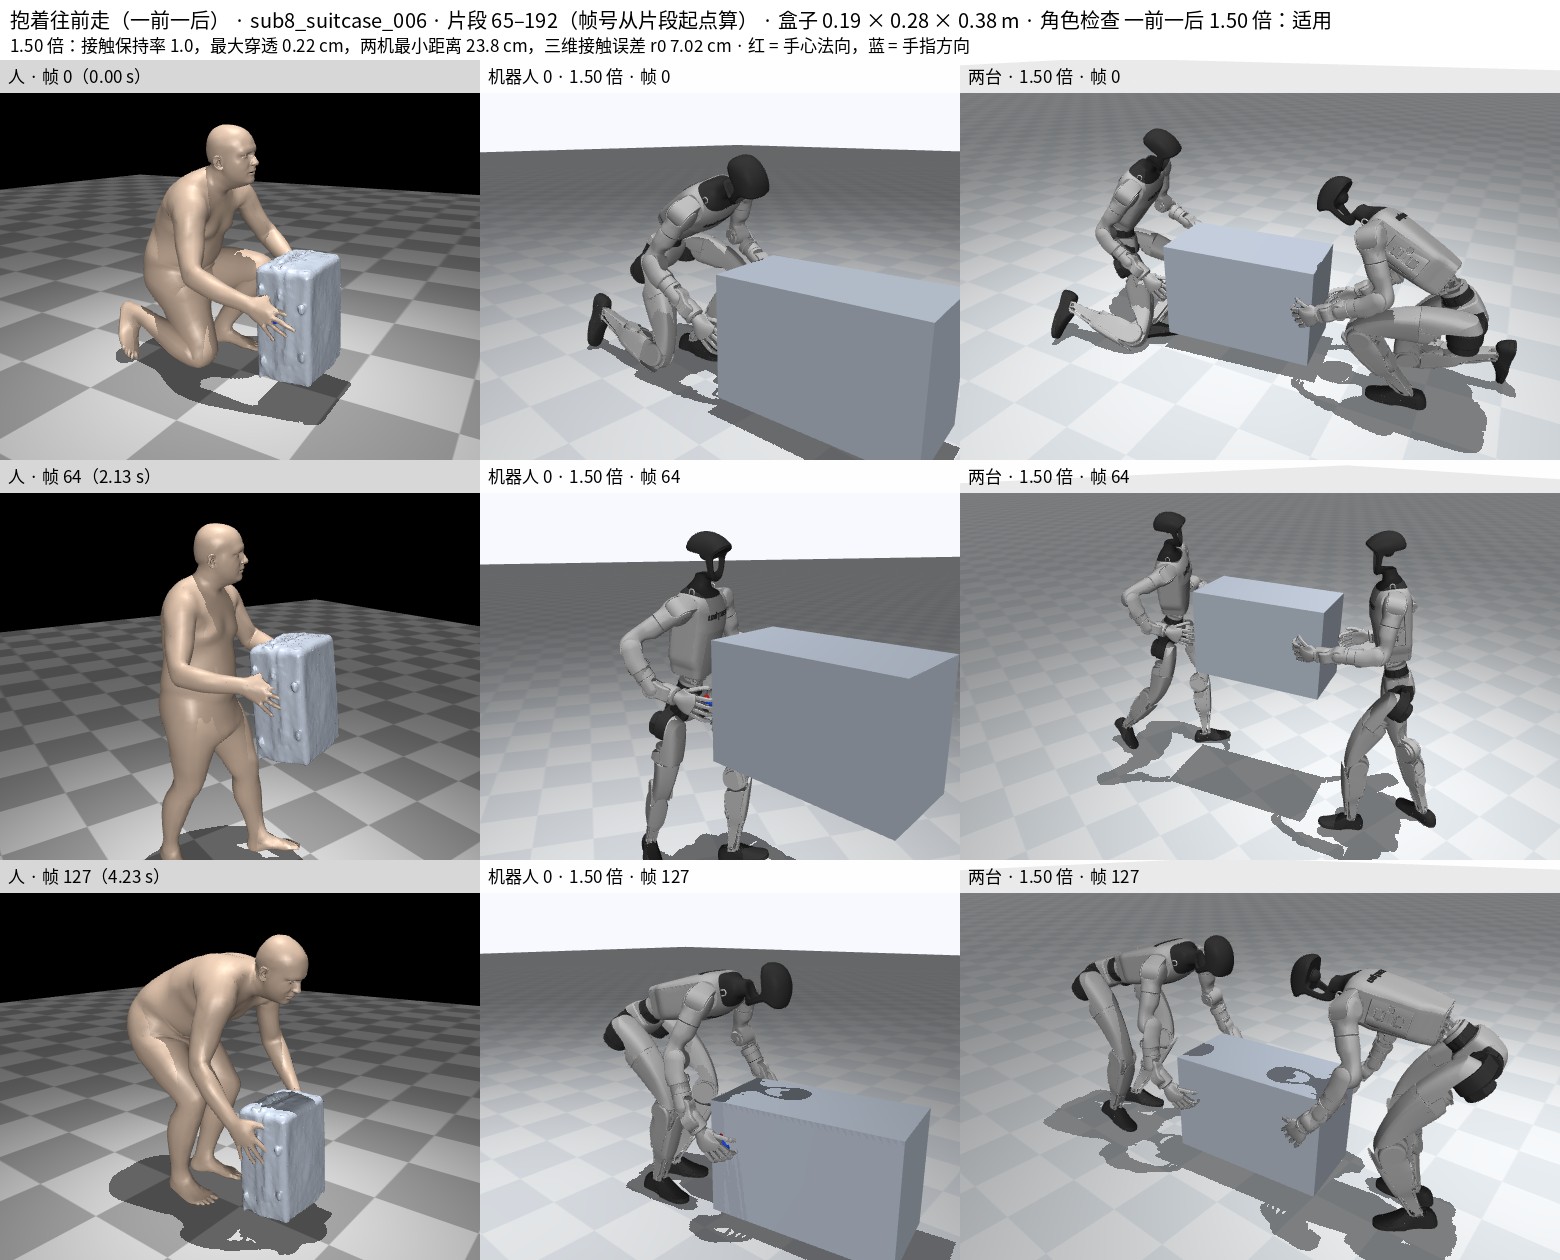 抱着往前走（一前一后） · sub8_suitcase_006 · 片段 65–192（帧号从片段起点算） · 盒子 0.19 × 0.28 × 0.38 m · 角色检查 一前一后 1.50 倍：适用
1.50 倍：接触保持率 1.0，最大穿透 0.22 cm，两机最小距离 23.8 cm，三维接触误差 r0 7.02 cm · 红 = 手心法向，蓝 = 手指方向
人 · 帧 0（0.00 s）
机器人 0 · 1.50 倍 · 帧 0
两台 · 1.50 倍 · 帧 0
人 · 帧 64（2.13 s）
机器人 0 · 1.50 倍 · 帧 64
两台 · 1.50 倍 · 帧 64
人 · 帧 127（4.23 s）
机器人 0 · 1.50 倍 · 帧 127
两台 · 1.50 倍 · 帧 127